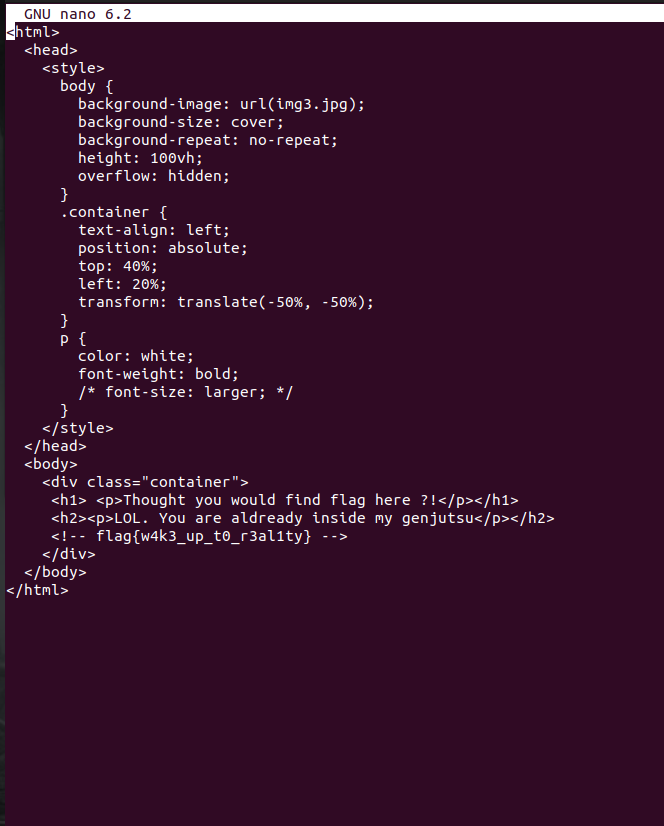 GNU nano 6.2
<html>
  <head>
    <style>
      body {
        background-image: url(img3.jpg);
        background-size: cover;
        background-repeat: no-repeat;
        height: 100vh;
        overflow: hidden;
      }
      .container {
        text-align: left;
        position: absolute;
        top: 40%;
        left: 20%;
        transform: translate(-50%, -50%);
      }
      p {
        color: white;
        font-weight: bold;
        /* font-size: larger; */
      }
    </style>
  </head>
  <body>
    <div class="container">
     <h1> <p>Thought you would find flag here ?!</p></h1>
     <h2><p>LOL. You are aldready inside my genjutsu</p></h2>
     <!-- flag{w4k3_up_t0_r3al1ty} -->
    </div>
  </body>
</html>